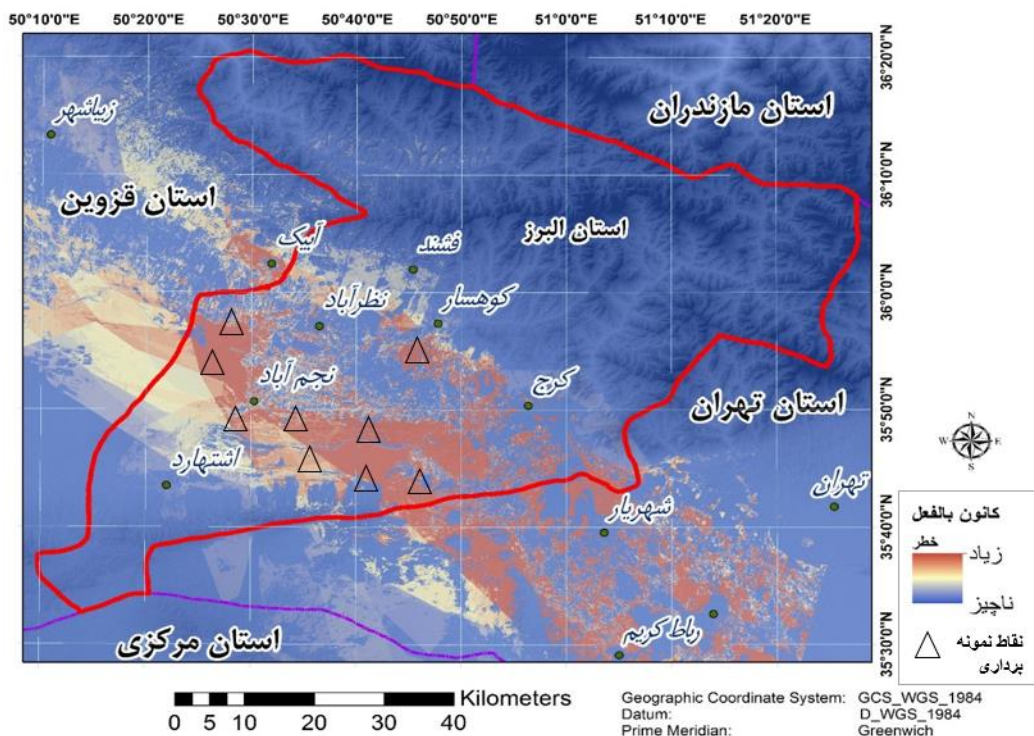 50°10'0"E 50°20'0"E 50°30'0"E 50°40'0"E 50°50'0"E 51°00'0"E 51°10'0"E 51°20'0"E
36°20'0"N
36°10'0"N
36°0'0"N
35°50'0"N
35°40'0"N
35°30'0"N
استان مازندران
زیباشهر
استان قزوین
استان البرز
آبیک
فشند
نظرآباد
کوهسار
نجم آباد
کرج
استان تهران
اشتهارد
تهران
شهریار
رباط کریم
استان مرکزی
N
W E
S
کانون بالفعل
خطر
زیاد
ناچیز
نقاط نمونه
برداری
Kilometers
0 5 10 20 30 40
Geographic Coordinate System: GCS_WGS_1984
Datum: D_WGS_1984
Prime Meridian: Greenwich